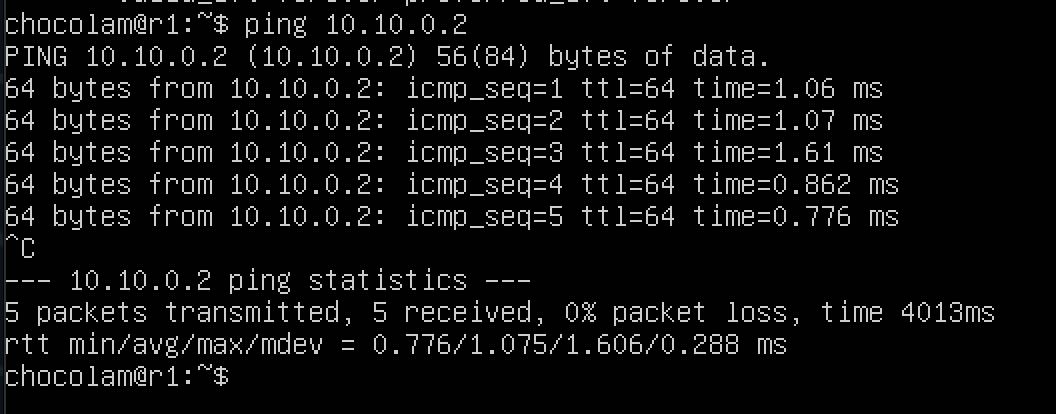 chocolam@r1:~$ ping 10.10.0.2
PING 10.10.0.2 (10.10.0.2) 56(84) bytes of data.
64 bytes from 10.10.0.2: icmp_seq=1 ttl=64 time=1.06 ms
64 bytes from 10.10.0.2: icmp_seq=2 ttl=64 time=1.07 ms
64 bytes from 10.10.0.2: icmp_seq=3 ttl=64 time=1.61 ms
64 bytes from 10.10.0.2: icmp_seq=4 ttl=64 time=0.862 ms
64 bytes from 10.10.0.2: icmp_seq=5 ttl=64 time=0.776 ms
^C
--- 10.10.0.2 ping statistics ---
5 packets transmitted, 5 received, 0% packet loss, time 4013ms
rtt min/avg/max/mdev = 0.776/1.075/1.606/0.288 ms
chocolam@r1:~$